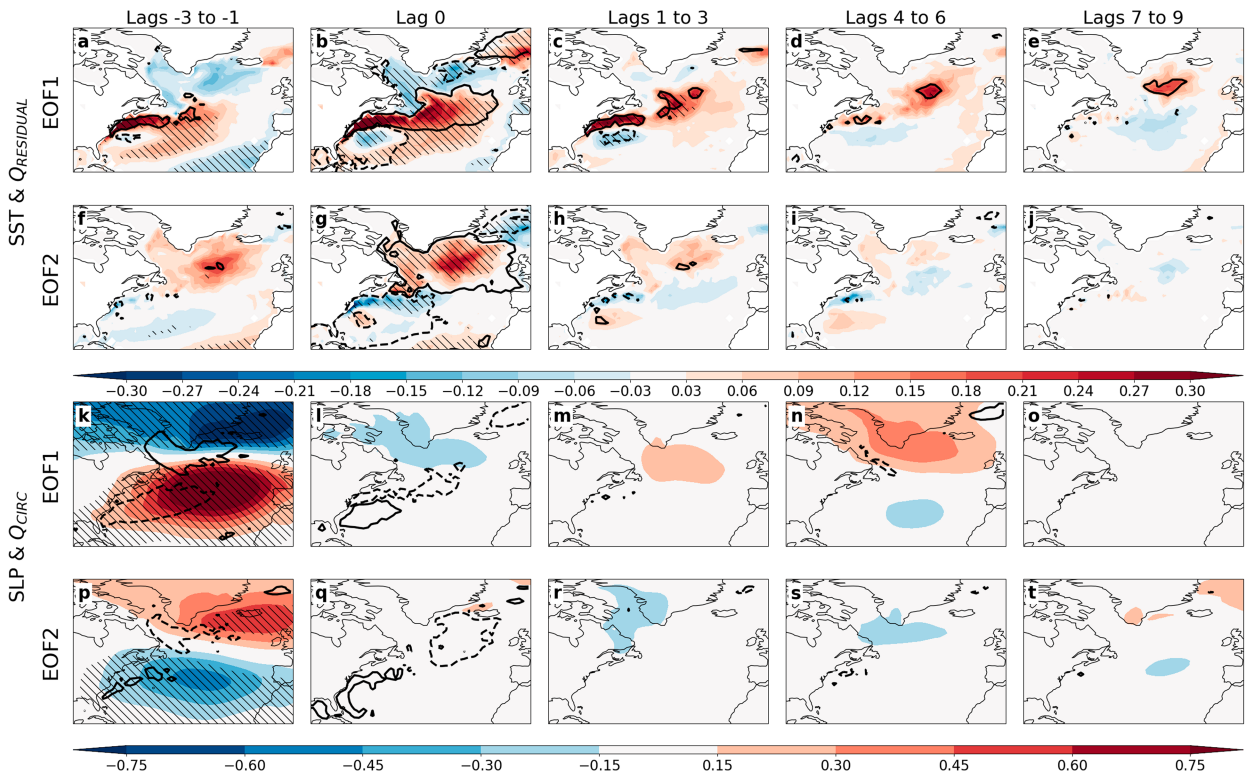 Lags -3 to -1
Lag 0
Lags 1 to 3
Lags 4 to 6
Lags 7 to 9
SST & Q_RESIDUAL
EOF1
a
b
c
d
e
EOF2
f
g
h
i
j
−0.30 −0.27 −0.24 −0.21 −0.18 −0.15 −0.12 −0.09 −0.06 −0.03 0.03 0.06 0.09 0.12 0.15 0.18 0.21 0.24 0.27 0.30
SLP & Q_CIRC
EOF1
k
l
m
n
o
EOF2
p
q
r
s
t
−0.75 −0.60 −0.45 −0.30 −0.15 0.15 0.30 0.45 0.60 0.75